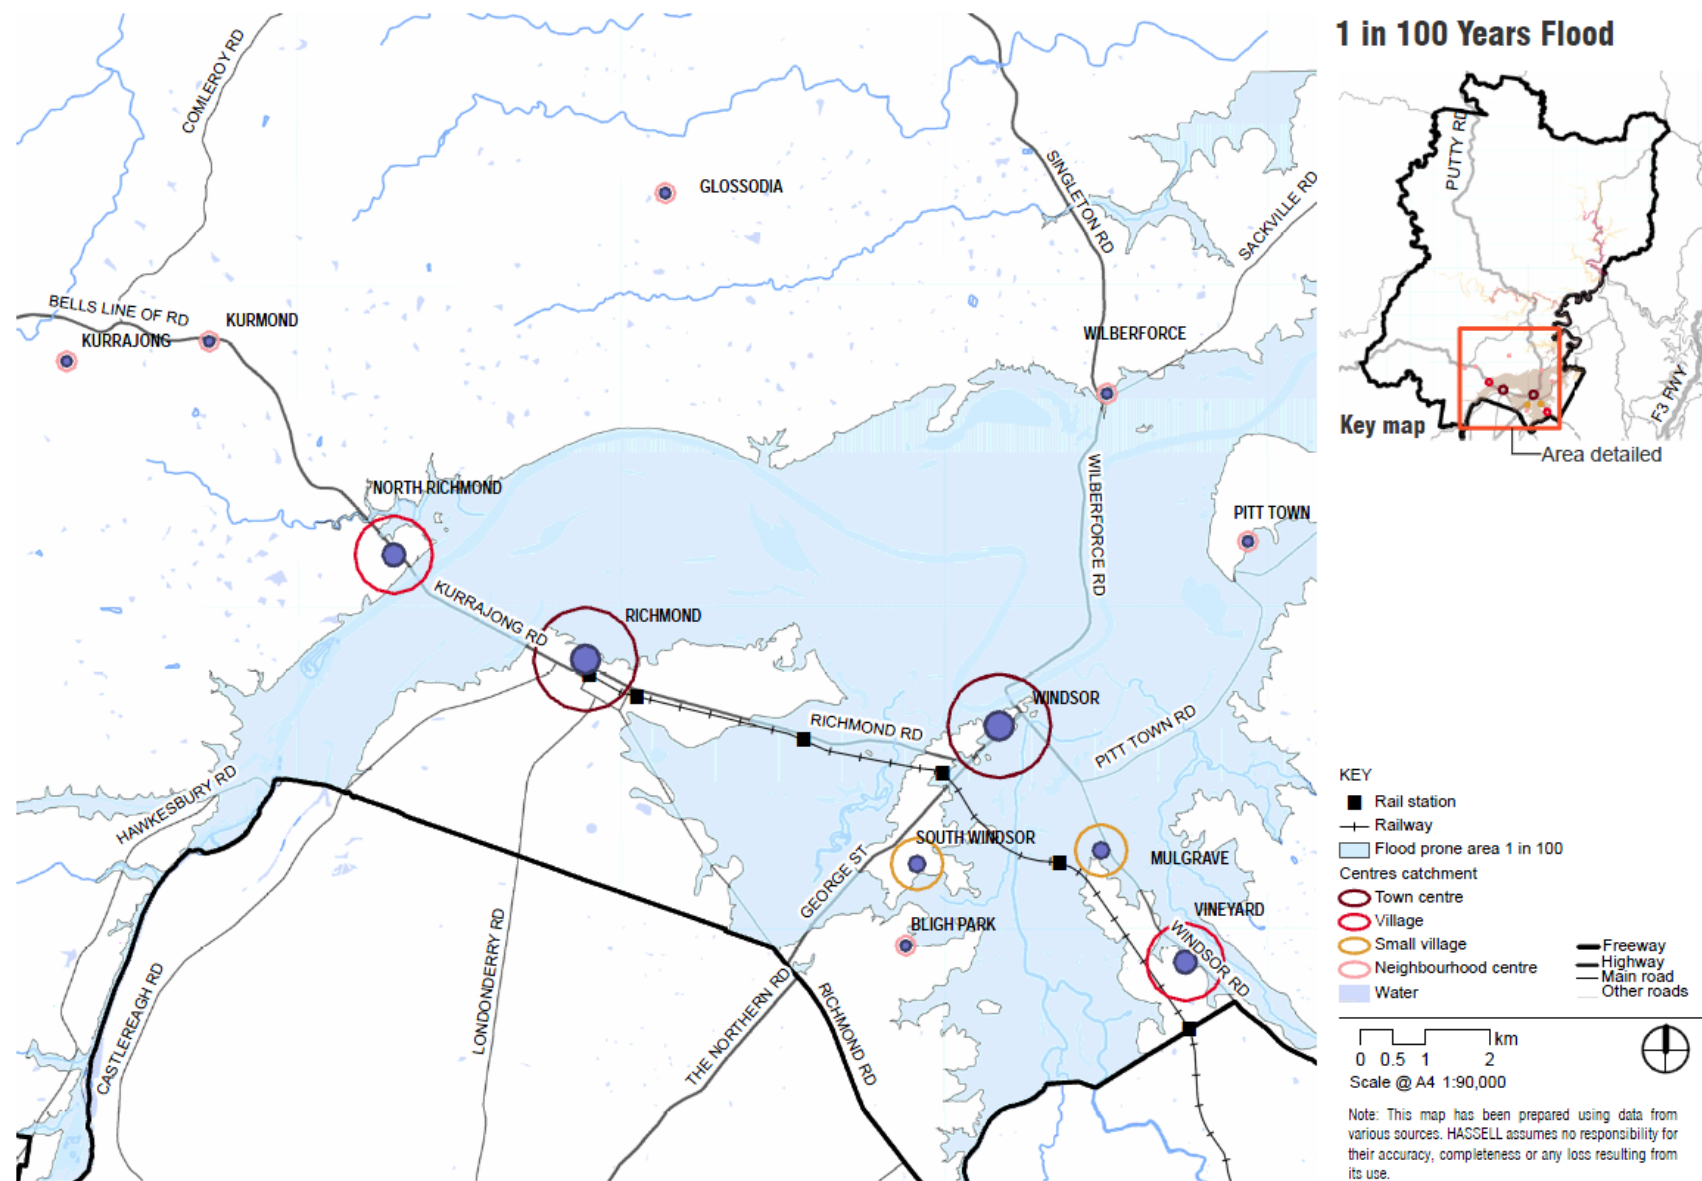 1 in 100 Years Flood
PUTTY RD
F3 FWY
Key map
Area detailed
COMLEROY RD
GLOSSODIA
SINGLETON RD
SACKVILLE RD
BELLS LINE OF RD
KURMOND
KURRAJONG
WILBERFORCE
NORTH RICHMOND
WILBERFORCE RD
PITT TOWN
KURRAJONG RD
RICHMOND
WINDSOR
RICHMOND RD
PITT TOWN RD
HAWKESBURY RD
SOUTH WINDSOR
MULGRAVE
GEORGE ST
VINEYARD
BLIGH PARK
WINDSOR RD
LONDONDERRY RD
CASTLEREAGH RD
THE NORTHERN RD
RICHMOND RD
KEY
Rail station
Railway
Flood prone area 1 in 100
Centres catchment
Town centre
Village
Small village
Neighbourhood centre
Water
Freeway
Highway
Main road
Other roads
km
0 0.5 1 2
Scale @ A4 1:90,000
Note: This map has been prepared using data from
various sources. HASSELL assumes no responsibility for
their accuracy, completeness or any loss resulting from
its use.